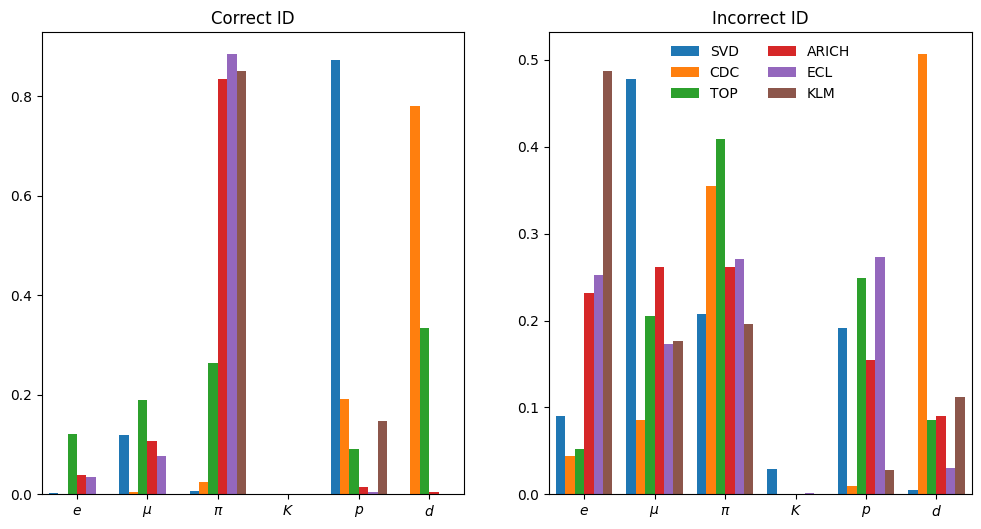 Correct ID
0.8
0.6
0.4
0.2
0.0
e
μ
π
K
p
d
Incorrect ID
SVD
CDC
TOP
ARICH
ECL
KLM
0.5
0.4
0.3
0.2
0.1
0.0
e
μ
π
K
p
d